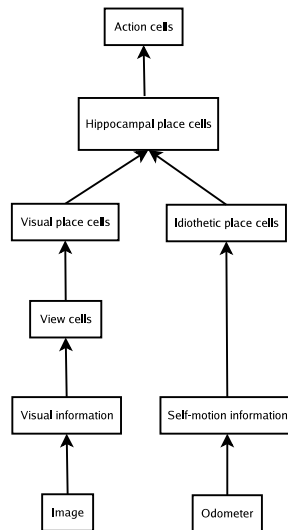 Action cells
Hippocampal place cells
Visual place cells
Idiothetic place cells
View cells
Visual information
Self-motion information
Image
Odometer